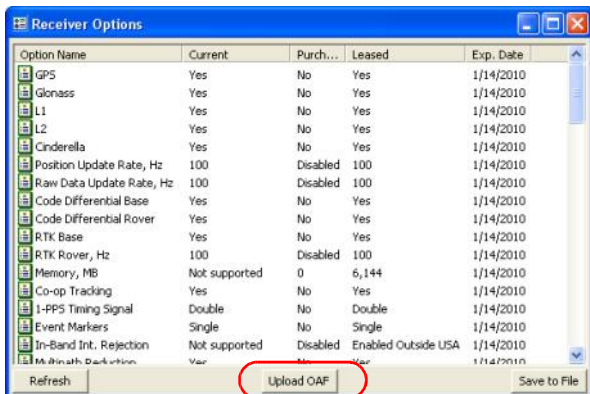 Receiver Options
Option Name Current Purch... Leased Exp. Date
GPS Yes No Yes 1/14/2010
Glonass Yes No Yes 1/14/2010
L1 Yes No Yes 1/14/2010
L2 Yes No Yes 1/14/2010
Cinderella Yes No Yes 1/14/2010
Position Update Rate, Hz 100 Disabled 100 1/14/2010
Raw Data Update Rate, Hz 100 Disabled 100 1/14/2010
Code Differential Base Yes No Yes 1/14/2010
Code Differential Rover Yes No Yes 1/14/2010
RTK Base Yes No Yes 1/14/2010
RTK Rover, Hz 100 Disabled 100 1/14/2010
Memory, MB Not supported 0 6,144 1/14/2010
Co-op Tracking Yes No Yes 1/14/2010
1-PPS Timing Signal Double No Double 1/14/2010
Event Markers Single No Single 1/14/2010
In-Band Int. Rejection Not supported Disabled Enabled Outside USA 1/14/2010
Multipath Reduction Yes No Yes 1/14/2010
Refresh Upload OAF Save to File